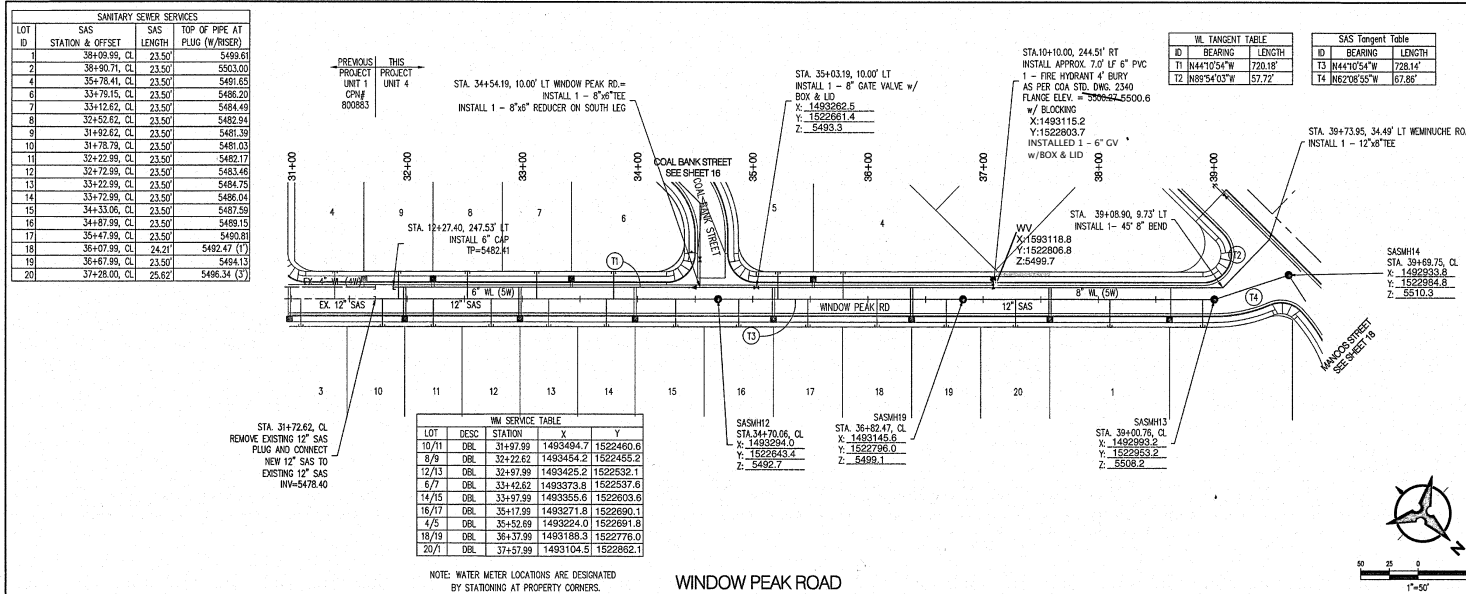 SANITARY SEWER SERVICES
LOT ID SAS STATION & OFFSET SAS LENGTH TOP OF PIPE AT PLUG (W/RISER)
1 38+09.99, CL 23.50' 5499.61
2 38+90.71, CL 23.50' 5503.00
4 35+78.41, CL 23.50' 5491.65
6 33+79.15, CL 23.50' 5486.20
7 33+12.62, CL 23.50' 5484.49
8 32+52.62, CL 23.50' 5482.94
9 31+92.62, CL 23.50' 5481.39
10 31+78.79, CL 23.50' 5481.03
11 32+22.99, CL 23.50' 5482.17
12 32+72.99, CL 23.50' 5483.46
13 33+22.99, CL 23.50' 5484.75
14 33+72.99, CL 23.50' 5486.04
15 34+33.06, CL 23.50' 5487.59
16 34+87.99, CL 23.50' 5489.15
17 35+47.99, CL 23.50' 5490.81
18 36+07.99, CL 24.21' 5492.47 (1')
19 36+67.99, CL 23.50' 5494.13
20 37+28.00, CL 25.62' 5496.34 (3')
PREVIOUS THIS
PROJECT PROJECT
UNIT 1 UNIT 4
CPN#
800883
STA. 34+54.19, 10.00' LT WINDOW PEAK RD.=
INSTALL 1 - 8"x6"TEE
INSTALL 1 - 8"x6" REDUCER ON SOUTH LEG
STA. 35+03.19, 10.00' LT
INSTALL 1 - 8" GATE VALVE w/
BOX & LID
X: 1493262.5
Y: 1522661.4
Z: 5493.3
STA.10+10.00, 244.51' RT
INSTALL APPROX. 7.0' LF 6" PVC
1 - FIRE HYDRANT 4' BURY
AS PER COA STD. DWG. 2340
FLANGE ELEV. = 5500.27 5500.6
w/ BLOCKING
X:1493115.2
Y:1522803.7
INSTALLED 1 - 6" GV
w/BOX & LID
WL TANGENT TABLE
ID BEARING LENGTH
T1 N44°10'54"W 720.18'
T2 N89°54'03"W 57.72'
SAS Tangent Table
ID BEARING LENGTH
T3 N44°10'54"W 728.14'
T4 N62°08'55"W 67.86'
STA. 39+73.95, 34.49' LT WEMINUCHE RO.
INSTALL 1 - 12"x8"TEE
31+00
32+00
33+00
34+00
35+00
36+00
37+00
38+00
39+00
COAL BANK STREET
SEE SHEET 16
COAL BANK STREET
4
9
8
7
6
5
4
STA. 12+27.40, 247.53' LT
INSTALL 6" CAP
TP=5482.41
WV
X:1593118.8
Y:1522806.8
Z:5499.7
STA. 39+08.90, 9.73' LT
INSTALL 1- 45° 8" BEND
T1
T2
T3
T4
EX. 4" WL (4W)
6" WL (5W)
8" WL (5W)
EX. 12" SAS
12" SAS
WINDOW PEAK RD
12" SAS
SASMH14
STA. 39+69.75, CL
X: 1492933.8
Y: 1522984.8
Z: 5510.3
MANCOS STREET
SEE SHEET 18
3
10
11
12
13
14
15
16
17
18
19
20
1
STA. 31+72.62, CL
REMOVE EXISTING 12" SAS
PLUG AND CONNECT
NEW 12" SAS TO
EXISTING 12" SAS
INV=5478.40
WM SERVICE TABLE
LOT DESC STATION X Y
10/11 DBL 31+97.99 1493494.7 1522460.6
8/9 DBL 32+22.62 1493454.2 1522455.2
12/13 DBL 32+97.99 1493425.2 1522532.1
6/7 DBL 33+42.62 1493373.8 1522537.6
14/15 DBL 33+97.99 1493355.6 1522603.6
16/17 DBL 35+17.99 1493271.8 1522690.1
4/5 DBL 35+52.69 1493224.0 1522691.8
18/19 DBL 36+37.99 1493188.3 1522776.0
20/1 DBL 37+57.99 1493104.5 1522862.1
SASMH12
STA.34+70.06, CL
X: 1493294.0
Y: 1522643.4
Z: 5492.7
SASMH19
STA. 36+82.47, CL
X: 1493145.6
Y: 1522796.0
Z: 5499.1
SASMH13
STA. 39+00.76, CL
X: 1492993.2
Y: 1522953.2
Z: 5508.2
NOTE: WATER METER LOCATIONS ARE DESIGNATED
BY STATIONING AT PROPERTY CORNERS.
WINDOW PEAK ROAD
N
50 25 0
1"=50'